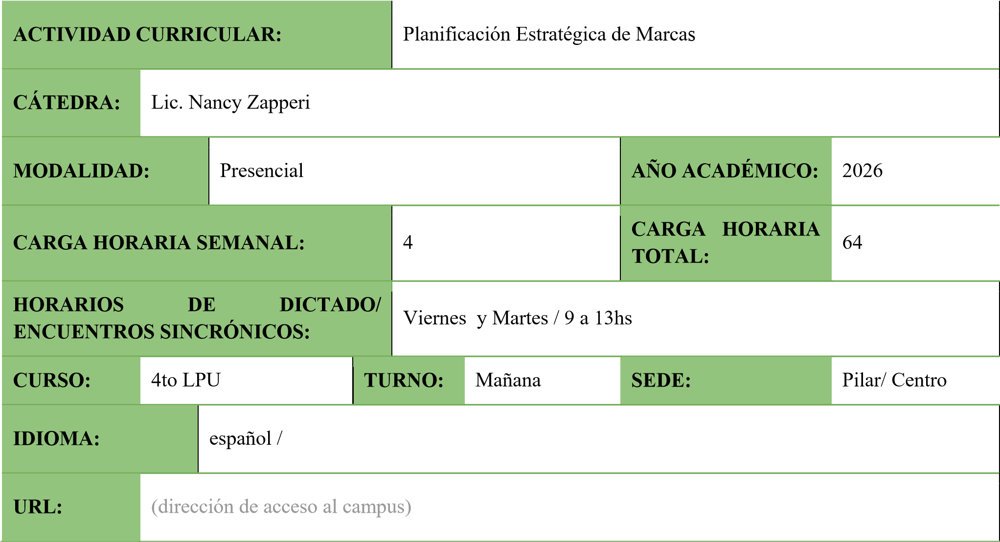 ACTIVIDAD CURRICULAR: Planificación Estratégica de Marcas
CÁTEDRA: Lic. Nancy Zapperi
MODALIDAD: Presencial AÑO ACADÉMICO: 2026
CARGA HORARIA SEMANAL: 4 CARGA HORARIA
TOTAL: 64
HORARIOS DE DICTADO/
ENCUENTROS SINCRÓNICOS: Viernes  y Martes / 9 a 13hs
CURSO: 4to LPU TURNO: Mañana SEDE: Pilar/ Centro
IDIOMA: español /
URL: (dirección de acceso al campus)